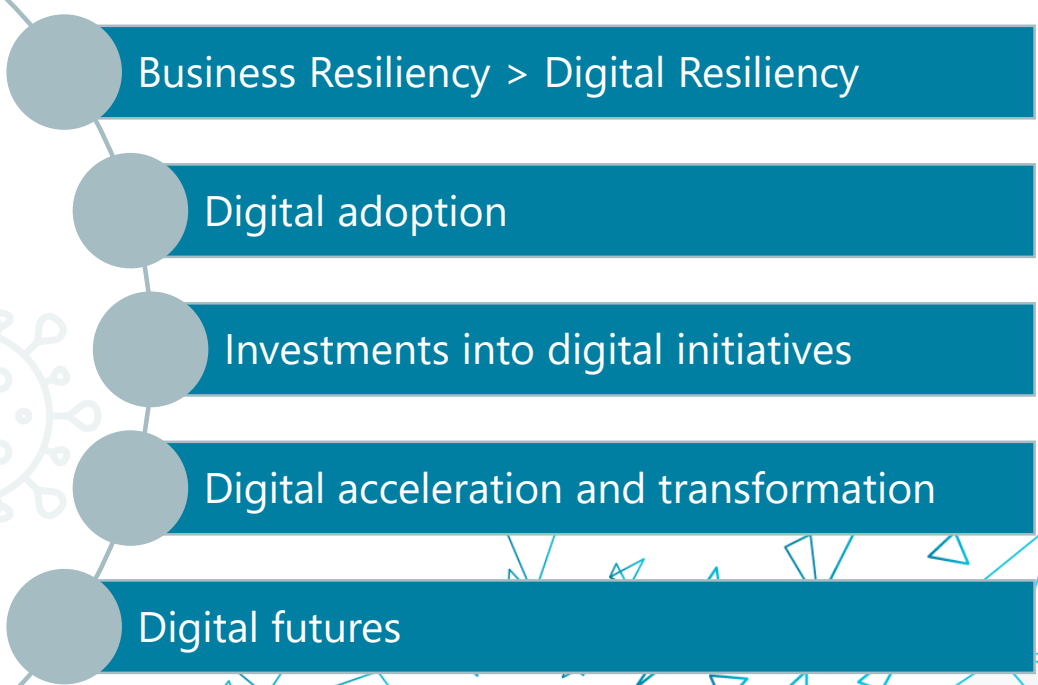 Business Resiliency > Digital Resiliency
Digital adoption
Investments into digital initiatives
Digital acceleration and transformation
Digital futures